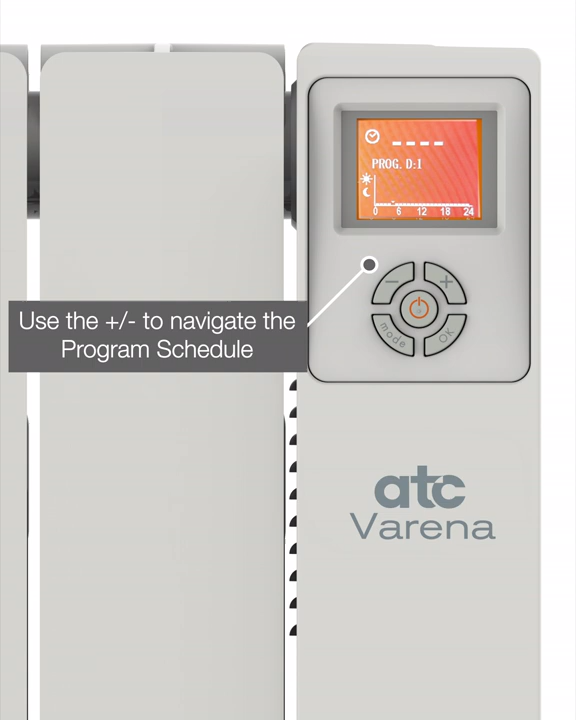 – – – –
PROG. D:1
0 6 12 18 24
– +
mode OK
Use the +/- to navigate the
Program Schedule
atc
Varena